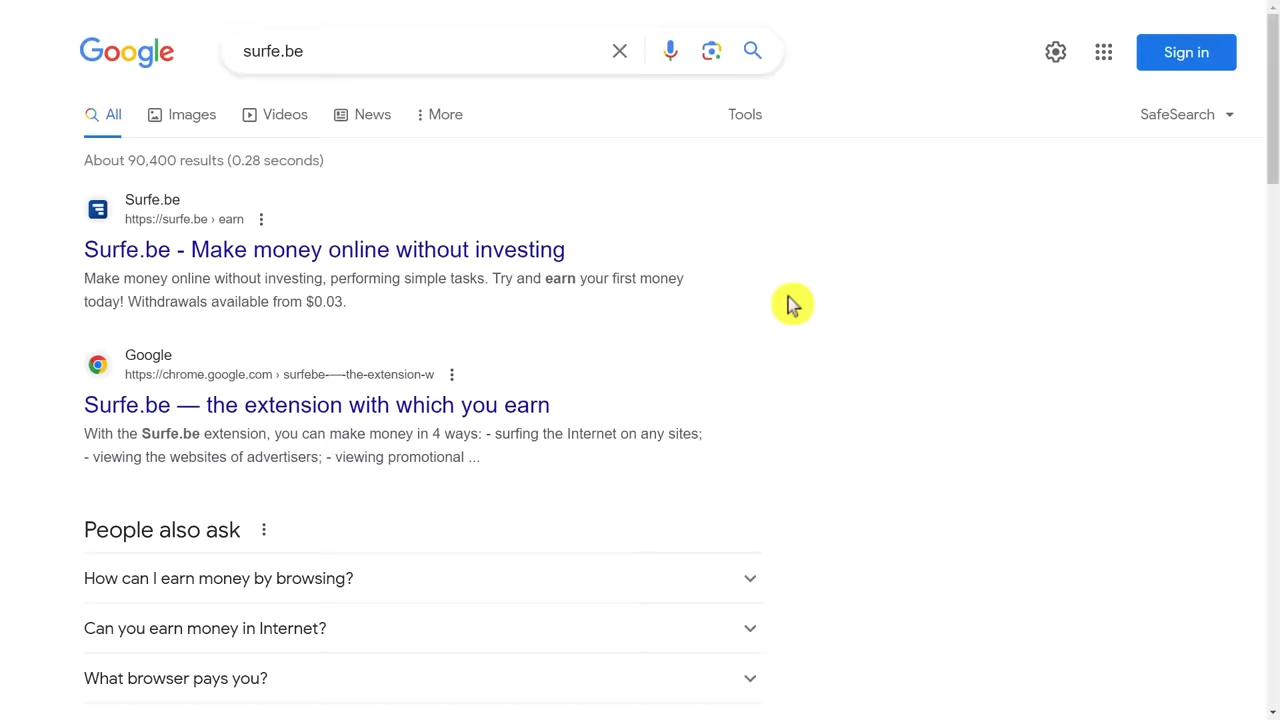 Google
surfe.be
Sign in
All
Images
Videos
News
More
Tools
SafeSearch
About 90,400 results (0.28 seconds)
Surfe.be
https://surfe.be › earn
Surfe.be - Make money online without investing
Make money online without investing, performing simple tasks. Try and earn your first money
today! Withdrawals available from $0.03.
Google
https://chrome.google.com › surfebe-—-the-extension-w
Surfe.be — the extension with which you earn
With the Surfe.be extension, you can make money in 4 ways: - surfing the Internet on any sites;
- viewing the websites of advertisers; - viewing promotional ...
People also ask
How can I earn money by browsing?
Can you earn money in Internet?
What browser pays you?